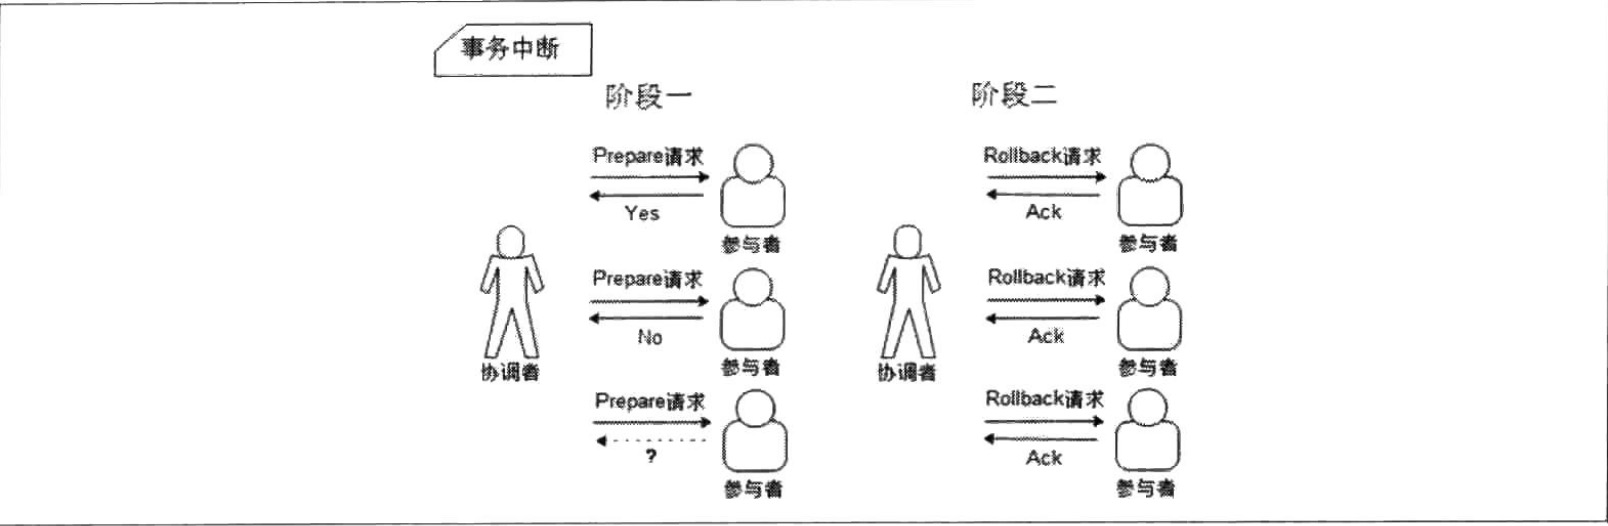 事务中断
阶段一
Prepare请求
Yes
参与者
Prepare请求
No
参与者
协调者
Prepare请求
?
参与者
阶段二
Rollback请求
Ack
参与者
Rollback请求
Ack
参与者
协调者
Rollback请求
Ack
参与者